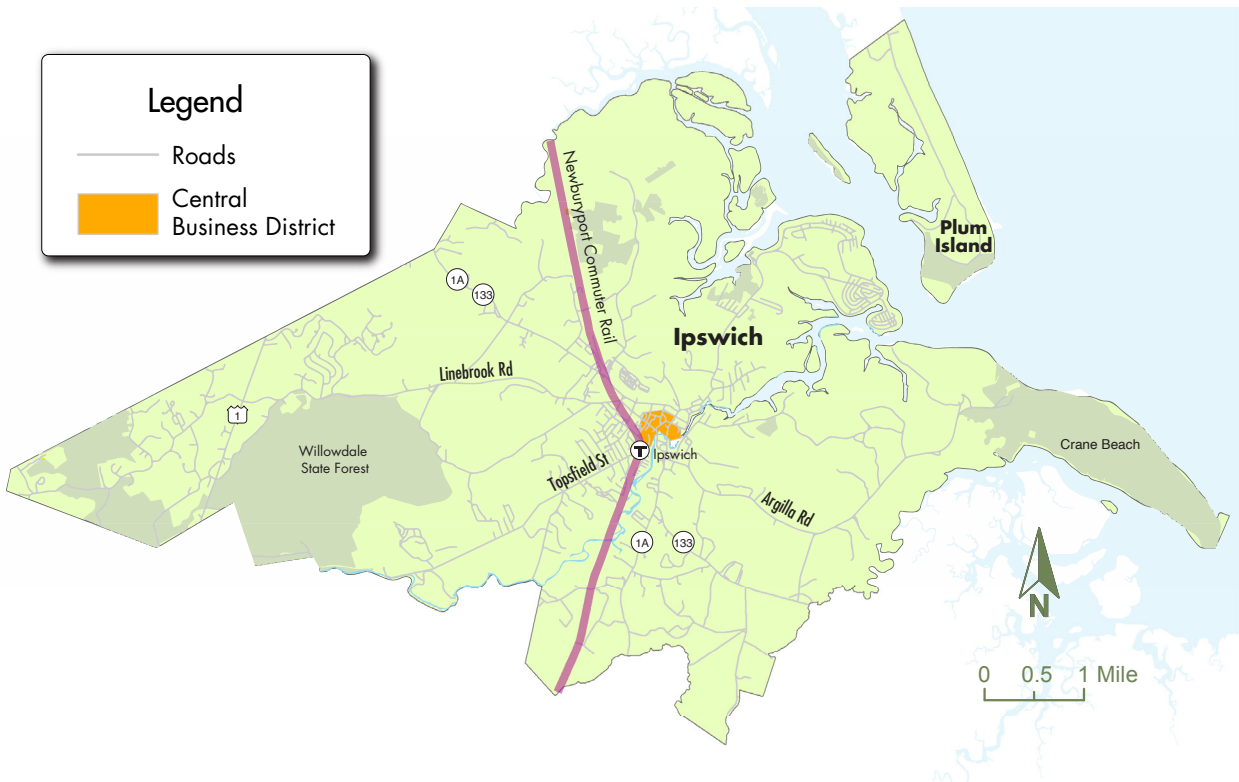 Legend
Roads
Central
Business District
Newburyport Commuter Rail
Plum
Island
1A
133
Ipswich
Linebrook Rd
1
Willowdale
State Forest
Crane Beach
T
Ipswich
Topsfield St
Argilla Rd
1A
133
N
0 0.5 1 Mile